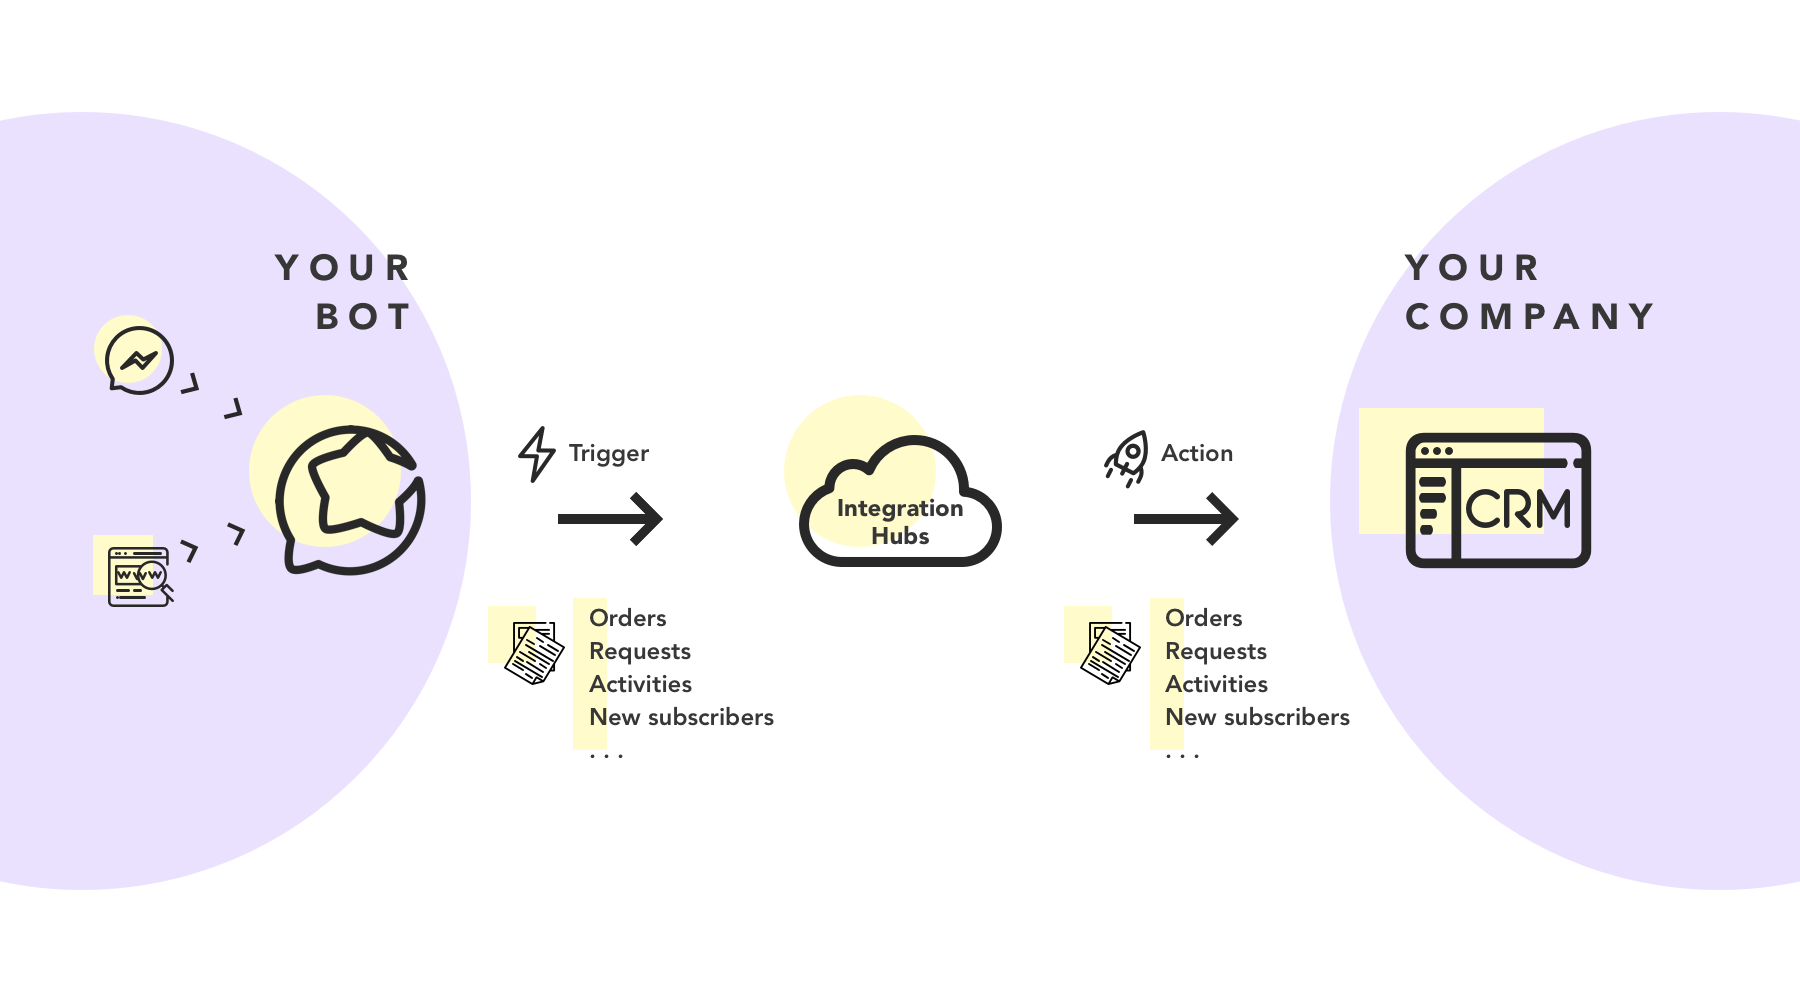 YOUR
BOT
www
Trigger
Orders
Requests
Activities
New subscribers
...
Integration
Hubs
Action
Orders
Requests
Activities
New subscribers
...
YOUR
COMPANY
CRM